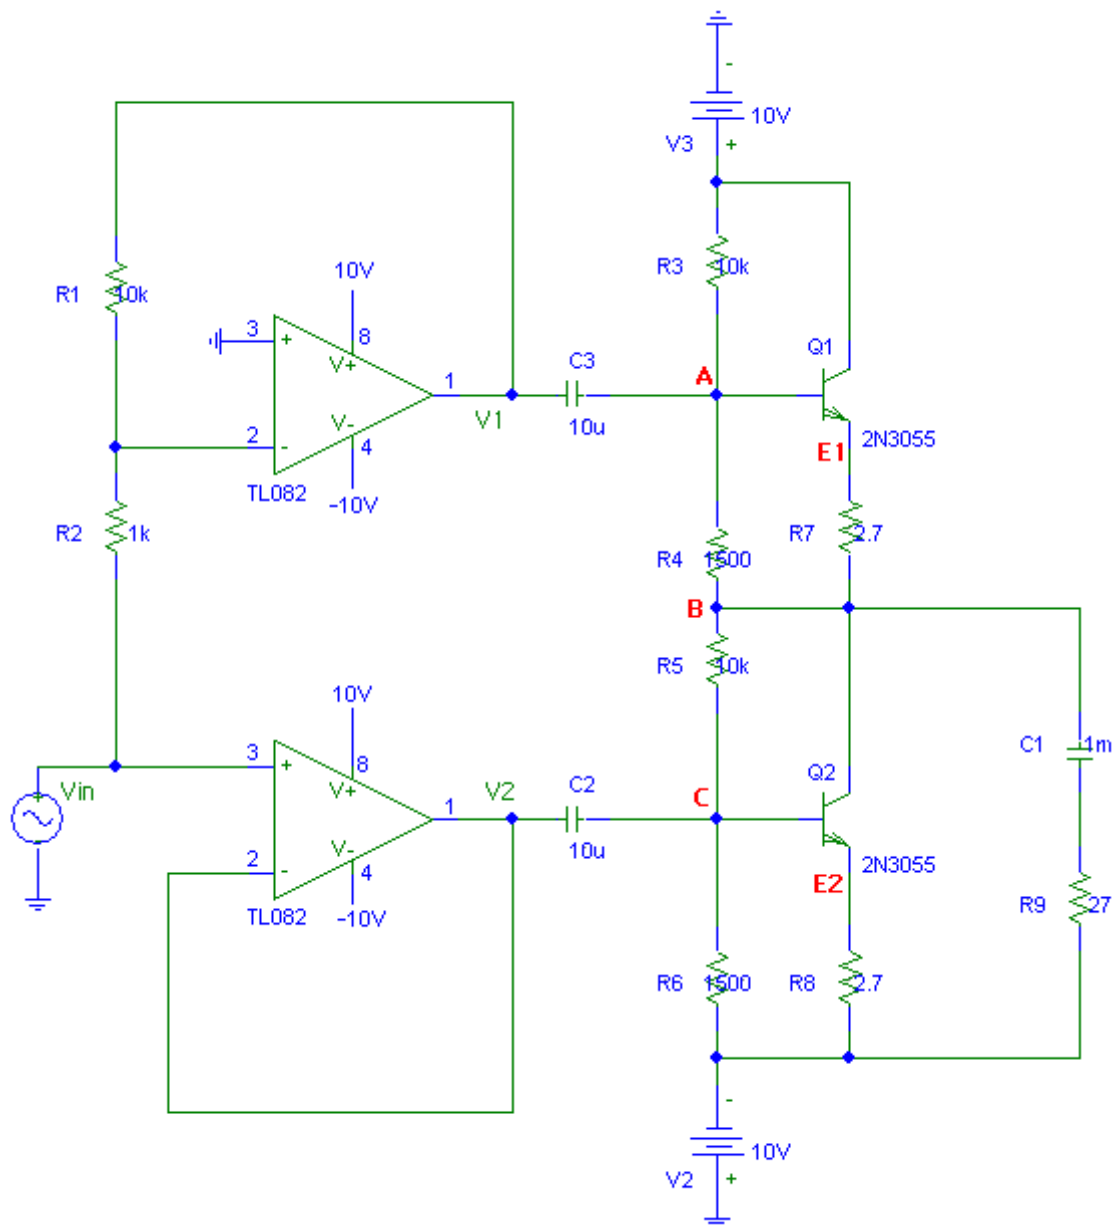 -
10V
V3
+
R3
10k
R1
10k
10V
3
+
8
V+
Q1
C3
A
1
V1
10u
V-
2
-
4
2N3055
E1
TL082
-10V
R2
1k
R7
2.7
R4
1500
B
R5
10k
10V
C1
1m
3
+
8
Vin
+
V+
Q2
C2
C
V2
1
10u
V-
2
-
4
2N3055
E2
TL082
-10V
R9
27
R6
1500
R8
2.7
-
10V
V2
+